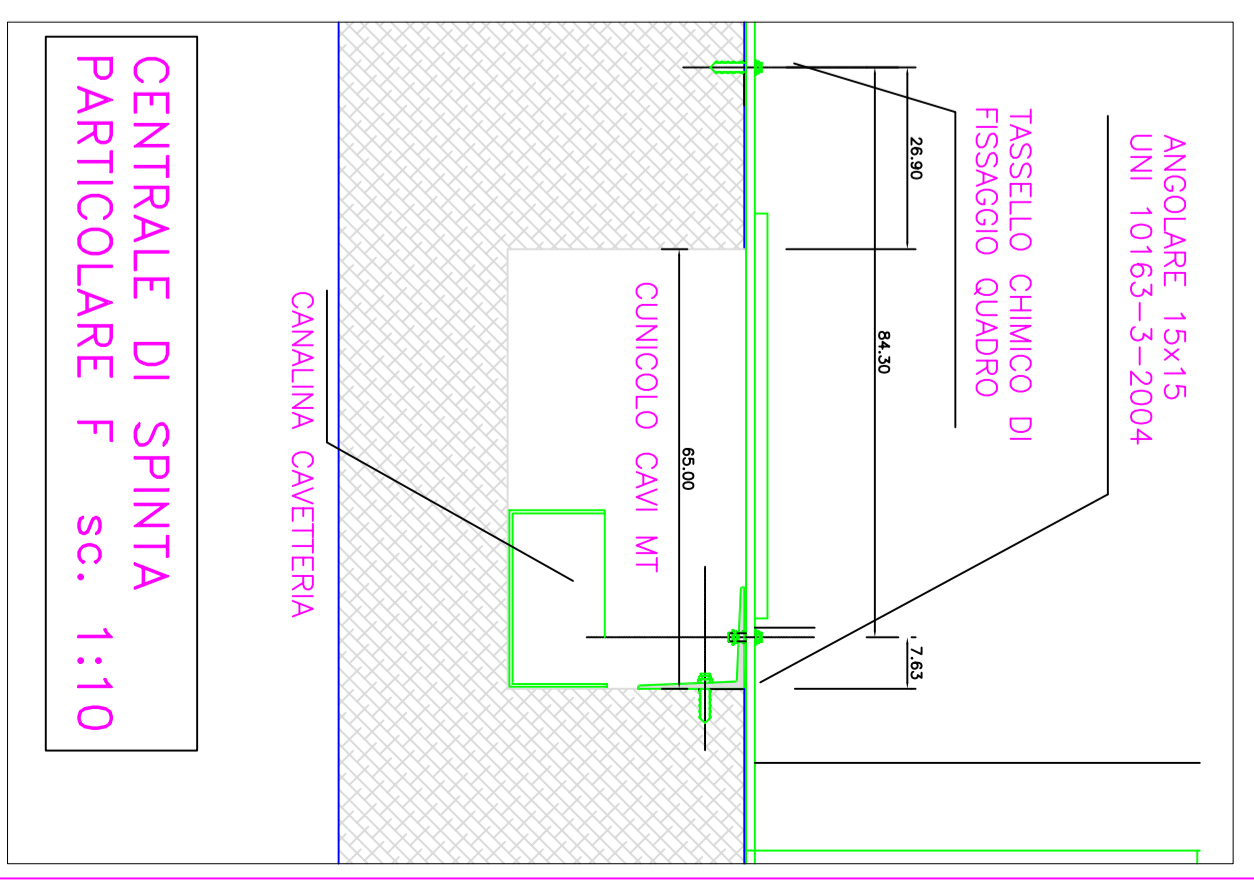 ANGOLARE 15x15
UNI 10163-3-2004
TASSELLO CHIMICO DI
FISSAGGIO QUADRO
26.90
84.30
7.63
65.00
CUNICOLO CAVI MT
CANALINA CAVETTERIA
CENTRALE DI SPINTA
PARTICOLARE F sc. 1:10